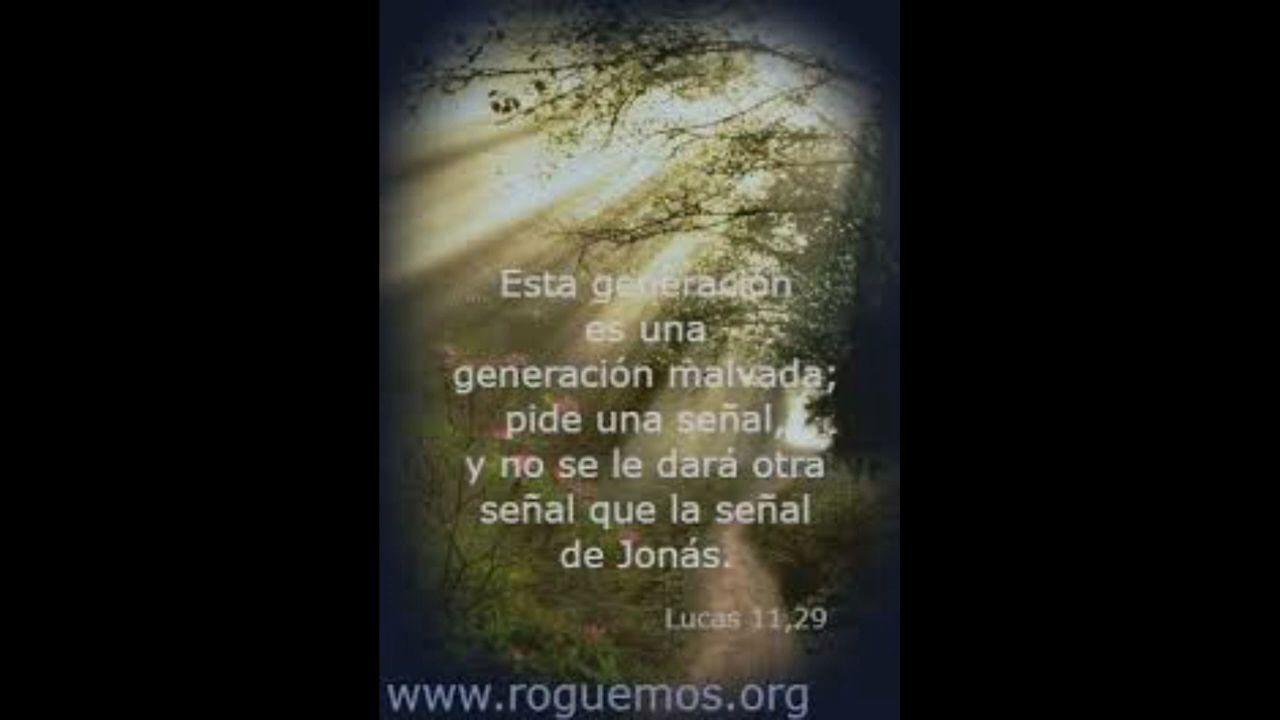 Esta generación
es una
generación malvada;
pide una señal,
y no se le dará otra
señal que la señal
de Jonás.
Lucas 11,29
www.roguemos.org